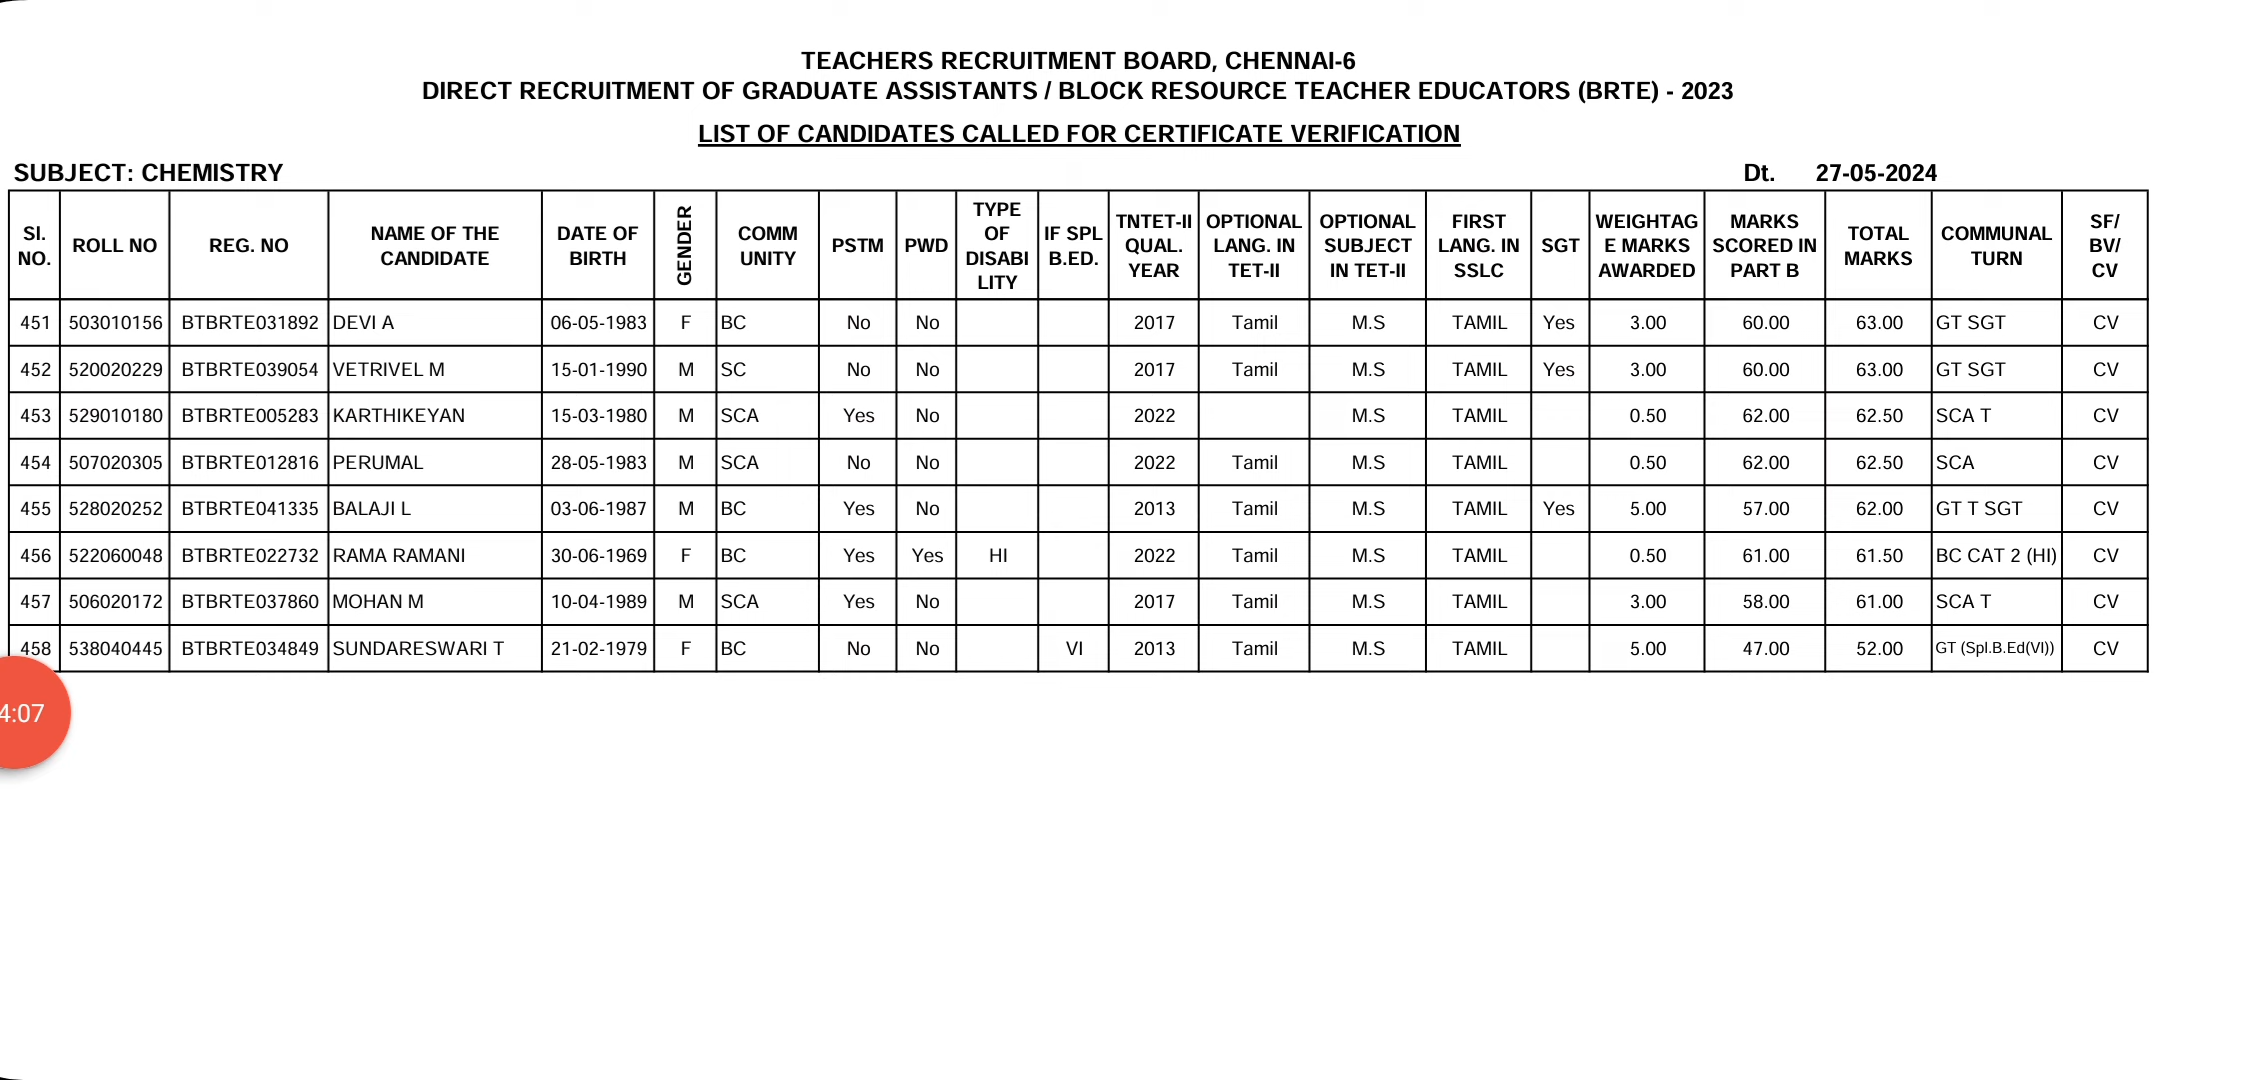 TEACHERS RECRUITMENT BOARD, CHENNAI-6
DIRECT RECRUITMENT OF GRADUATE ASSISTANTS / BLOCK RESOURCE TEACHER EDUCATORS (BRTE) - 2023
LIST OF CANDIDATES CALLED FOR CERTIFICATE VERIFICATION
SUBJECT: CHEMISTRY Dt. 27-05-2024
SI. NO. ROLL NO REG. NO NAME OF THE CANDIDATE DATE OF BIRTH GENDER COMM UNITY PSTM PWD TYPE OF DISABI LITY IF SPL B.ED. TNTET-II QUAL. YEAR OPTIONAL LANG. IN TET-II OPTIONAL SUBJECT IN TET-II FIRST LANG. IN SSLC SGT WEIGHTAG E MARKS AWARDED MARKS SCORED IN PART B TOTAL MARKS COMMUNAL TURN SF/ BV/ CV
451 503010156 BTBRTE031892 DEVI A 06-05-1983 F BC No No 2017 Tamil M.S TAMIL Yes 3.00 60.00 63.00 GT SGT CV
452 520020229 BTBRTE039054 VETRIVEL M 15-01-1990 M SC No No 2017 Tamil M.S TAMIL Yes 3.00 60.00 63.00 GT SGT CV
453 529010180 BTBRTE005283 KARTHIKEYAN 15-03-1980 M SCA Yes No 2022 M.S TAMIL 0.50 62.00 62.50 SCA T CV
454 507020305 BTBRTE012816 PERUMAL 28-05-1983 M SCA No No 2022 Tamil M.S TAMIL 0.50 62.00 62.50 SCA CV
455 528020252 BTBRTE041335 BALAJI L 03-06-1987 M BC Yes No 2013 Tamil M.S TAMIL Yes 5.00 57.00 62.00 GT T SGT CV
456 522060048 BTBRTE022732 RAMA RAMANI 30-06-1969 F BC Yes Yes HI 2022 Tamil M.S TAMIL 0.50 61.00 61.50 BC CAT 2 (HI) CV
457 506020172 BTBRTE037860 MOHAN M 10-04-1989 M SCA Yes No 2017 Tamil M.S TAMIL 3.00 58.00 61.00 SCA T CV
458 538040445 BTBRTE034849 SUNDARESWARI T 21-02-1979 F BC No No VI 2013 Tamil M.S TAMIL 5.00 47.00 52.00 GT (Spl.B.Ed(VI)) CV
4:07